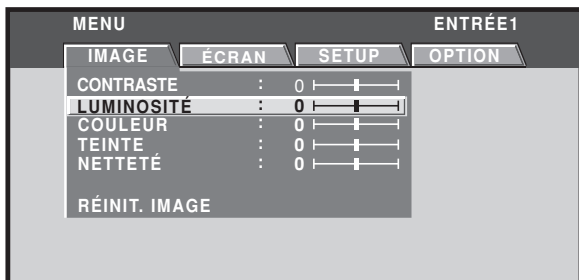 MENU ENTRÉE1
IMAGE ÉCRAN SETUP OPTION
CONTRASTE : 0
LUMINOSITÉ : 0
COULEUR : 0
TEINTE : 0
NETTETÉ : 0
RÉINIT. IMAGE